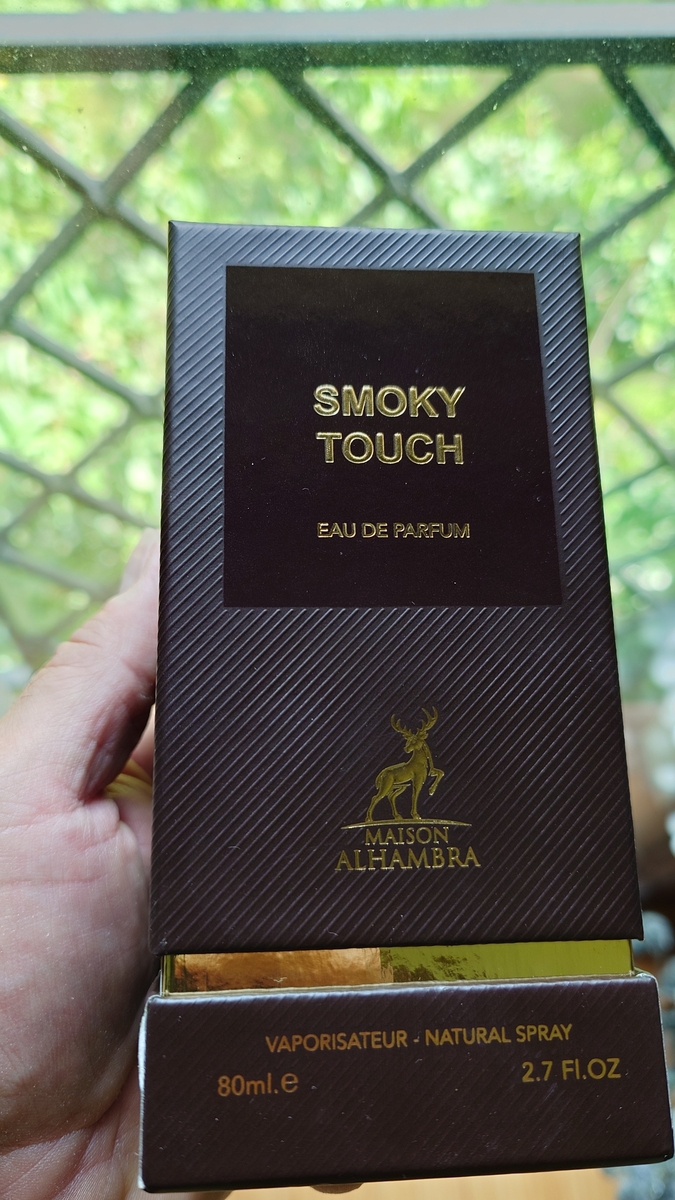 SMOKY
TOUCH
EAU DE PARFUM
MAISON
ALHAMBRA
VAPORISATEUR - NATURAL SPRAY
80ml.e 2.7 Fl.OZ